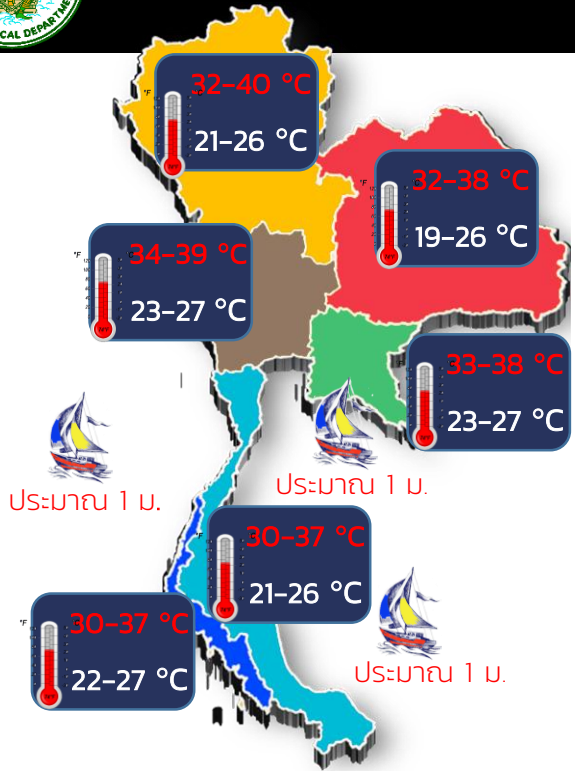 CAL DEPARTME
32-40 °C
21-26 °C
32-38 °C
19-26 °C
34-39 °C
23-27 °C
33-38 °C
23-27 °C
ประมาณ 1 ม.
ประมาณ 1 ม.
30-37 °C
21-26 °C
30-37 °C
22-27 °C
ประมาณ 1 ม.